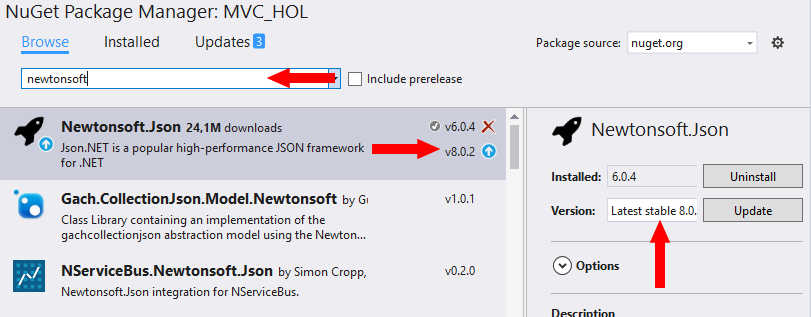 NuGet Package Manager: MVC_HOL
Browse Installed Updates 3
Package source: nuget.org
newtonsoft
Include prerelease
Newtonsoft.Json 24,1M downloads
v6.0.4
Json.NET is a popular high-performance JSON framework
for .NET
v8.0.2
Gach.CollectionJson.Model.Newtonsoft by Gu
v1.0.1
Class Library containing an implementation of the
gachcollectionjson abstraction model using the Newton...
NServiceBus.Newtonsoft.Json by Simon Cropp,
v0.2.0
Newtonsoft.Json integration for NServiceBus.
Newtonsoft.Json
Installed: 6.0.4 Uninstall
Version: Latest stable 8.0. Update
Options
Description